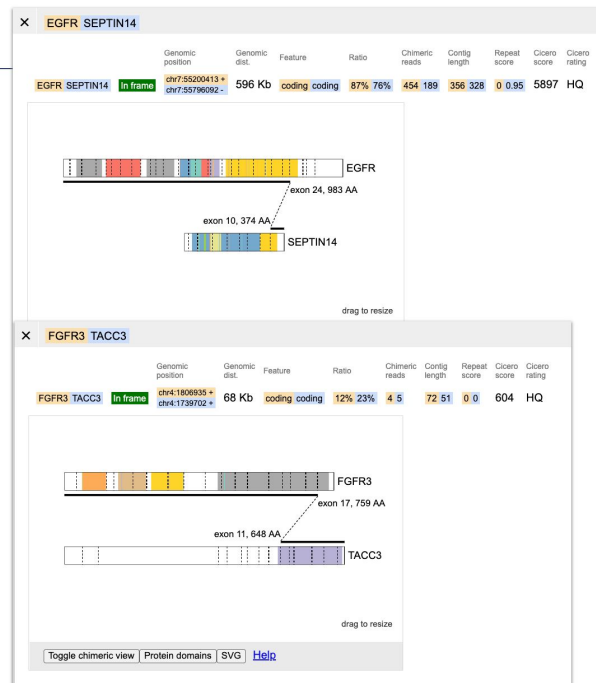 × EGFR SEPTIN14
Genomic position Genomic dist. Feature Ratio Chimeric reads Contig length Repeat score Cicero score Cicero rating
EGFR SEPTIN14 In frame chr7:55200413 + chr7:55796092 - 596 Kb coding coding 87% 76% 454 189 356 328 0 0.95 5897 HQ
EGFR
exon 24, 983 AA
exon 10, 374 AA
SEPTIN14
drag to resize
× FGFR3 TACC3
Genomic position Genomic dist. Feature Ratio Chimeric reads Contig length Repeat score Cicero score Cicero rating
FGFR3 TACC3 In frame chr4:1806935 + chr4:1739702 + 68 Kb coding coding 12% 23% 4 5 72 51 0 0 604 HQ
FGFR3
exon 17, 759 AA
exon 11, 648 AA
TACC3
drag to resize
Toggle chimeric view Protein domains SVG Help